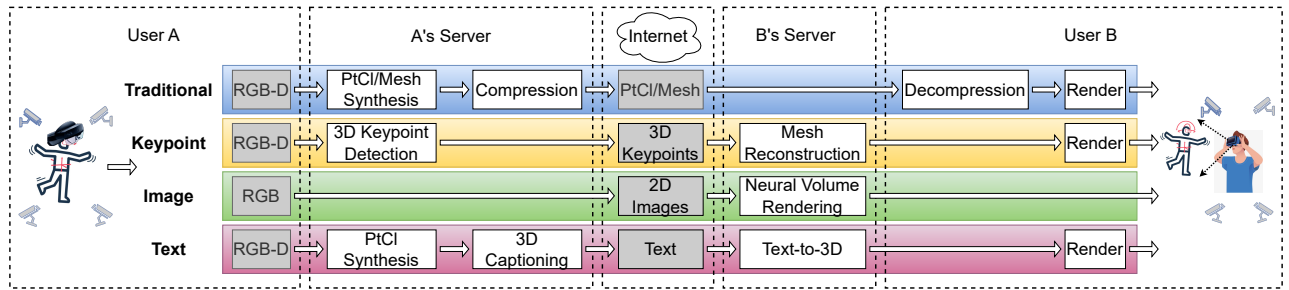 User A
A's Server
Internet
B's Server
User B
Traditional
RGB-D
PtCl/Mesh
Synthesis
Compression
PtCl/Mesh
Decompression
Render
Keypoint
RGB-D
3D Keypoint
Detection
3D
Keypoints
Mesh
Reconstruction
Render
Image
RGB
2D
Images
Neural Volume
Rendering
Text
RGB-D
PtCl
Synthesis
3D
Captioning
Text
Text-to-3D
Render